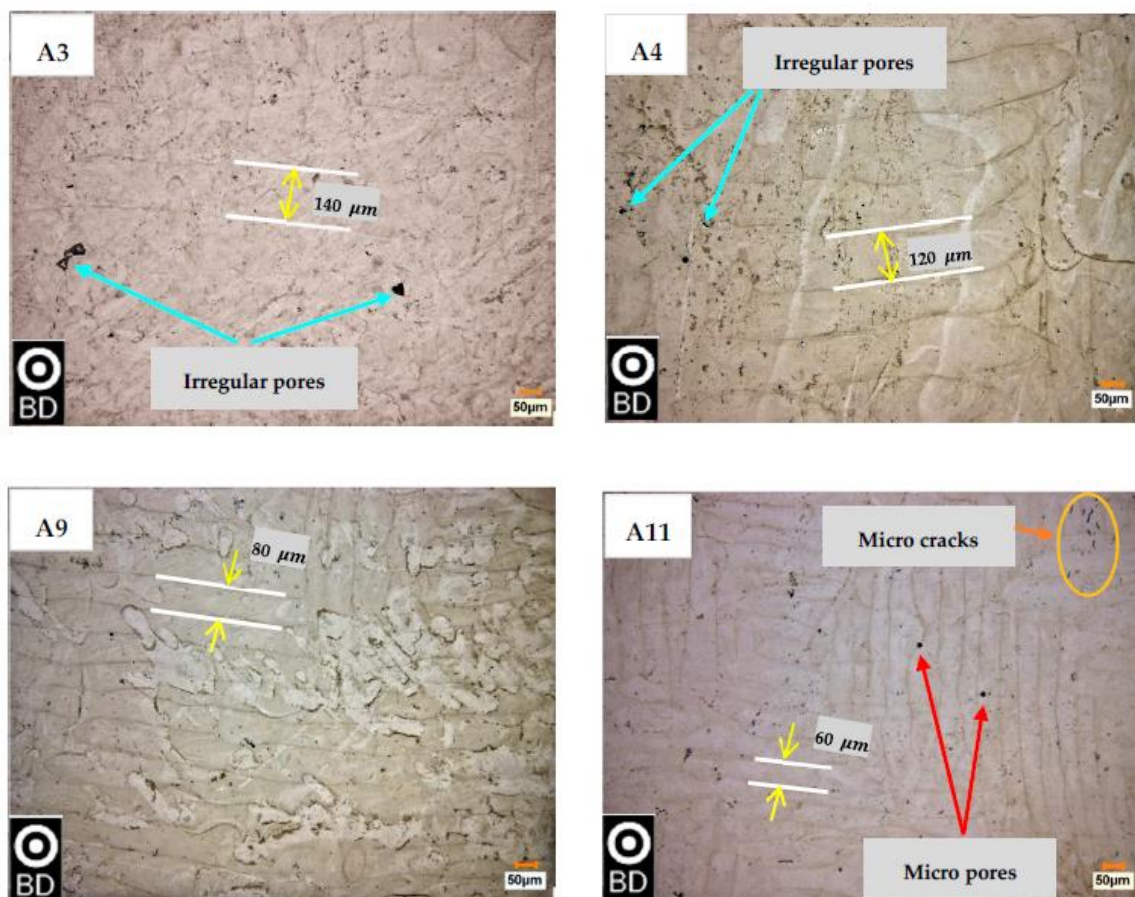 A3
140 μm
Irregular pores
BD
50μm
A4
Irregular pores
120 μm
BD
50μm
A9
80 μm
BD
50μm
A11
Micro cracks
60 μm
Micro pores
BD
50μm